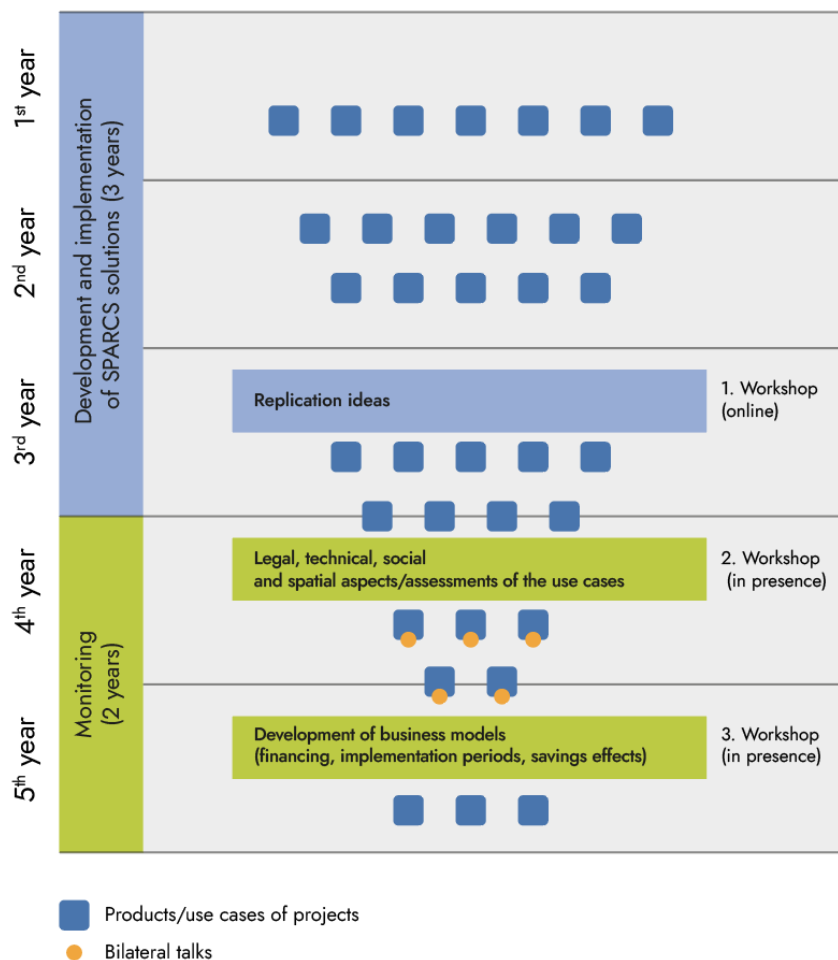 1st year
2nd year
3rd year
4th year
5th year
Development and implementation
of SPARCS solutions (3 years)
Monitoring
(2 years)
Replication ideas
1. Workshop
(online)
Legal, technical, social
and spatial aspects/assessments of the use cases
2. Workshop
(in presence)
Development of business models
(financing, implementation periods, savings effects)
3. Workshop
(in presence)
Products/use cases of projects
Bilateral talks